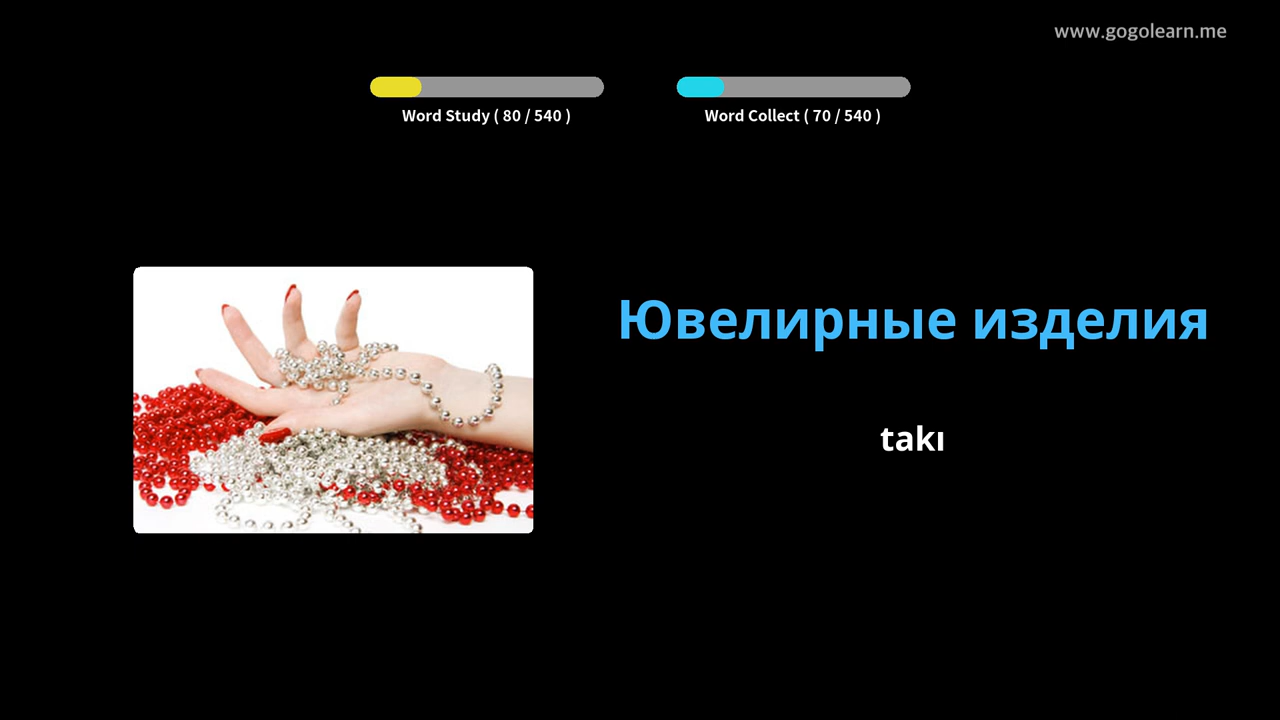 www.gogolearn.me
Word Study ( 80 / 540 )
Word Collect ( 70 / 540 )
Ювелирные изделия
takı